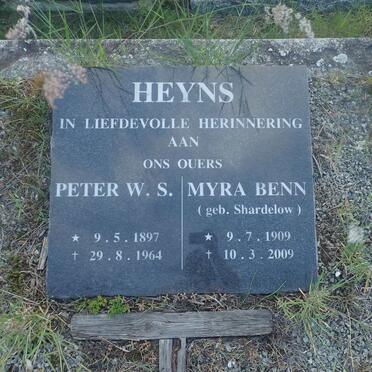 HEYNS
IN LIEFDEVOLLE HERINNERING
AAN
ONS OUERS
PETER W. S.
★ 9.5.1897
† 29.8.1964
MYRA BENN
( geb. Shardelow )
★ 9.7.1909
† 10.3.2009